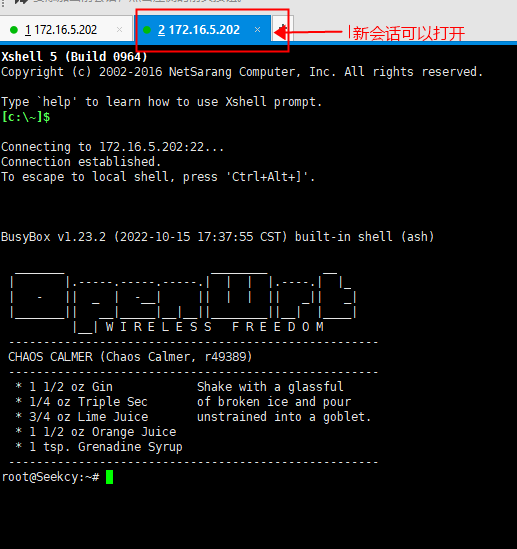 1 172.16.5.202 × 2 172.16.5.202 × 新会话可以打开
Xshell 5 (Build 0964)
Copyright (c) 2002-2016 NetSarang Computer, Inc. All rights reserved.
Type `help' to learn how to use Xshell prompt.
[c:\~]$
Connecting to 172.16.5.202:22...
Connection established.
To escape to local shell, press 'Ctrl+Alt+]'.
BusyBox v1.23.2 (2022-10-15 17:37:55 CST) built-in shell (ash)
OpenWrt
W I R E L E S S   F R E E D O M
-----------------------------------------------------
CHAOS CALMER (Chaos Calmer, r49389)
-----------------------------------------------------
* 1 1/2 oz Gin            Shake with a glassful
* 1/4 oz Triple Sec       of broken ice and pour
* 3/4 oz Lime Juice       unstrained into a goblet.
* 1 1/2 oz Orange Juice
* 1 tsp. Grenadine Syrup
-----------------------------------------------------
root@Seekcy:~#